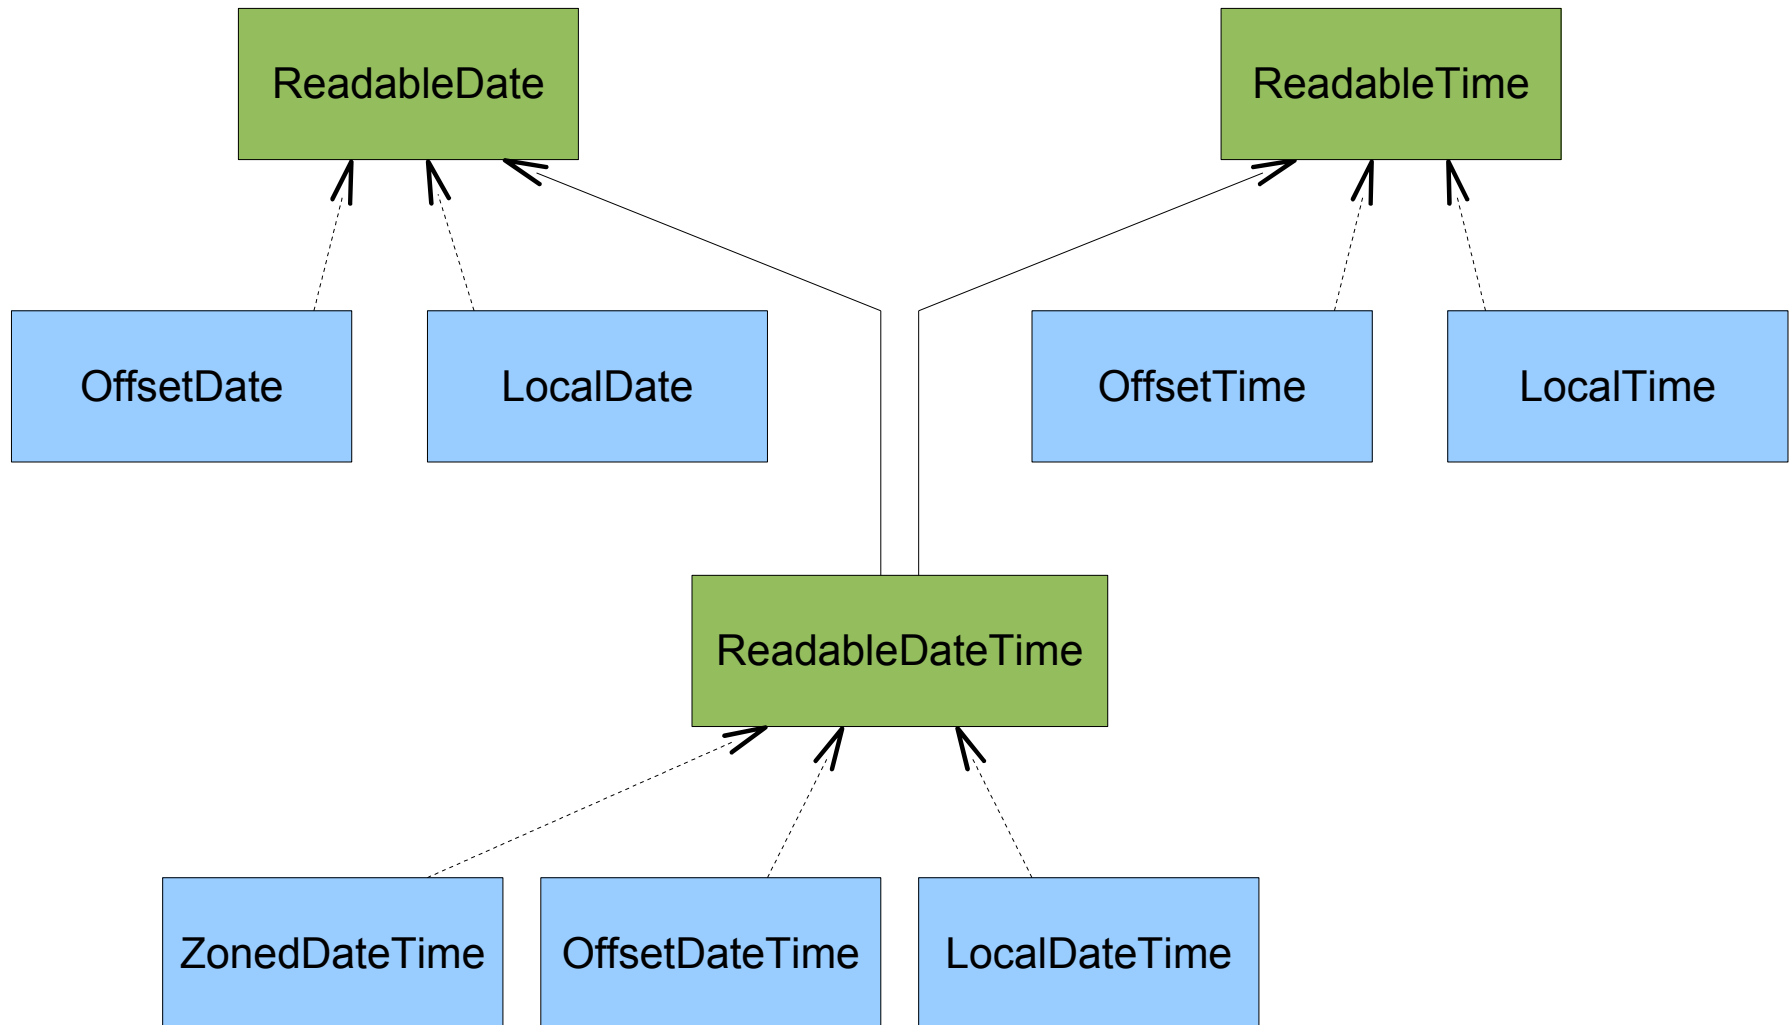 ReadableDate
ReadableTime
OffsetDate
LocalDate
OffsetTime
LocalTime
ReadableDateTime
ZonedDateTime
OffsetDateTime
LocalDateTime